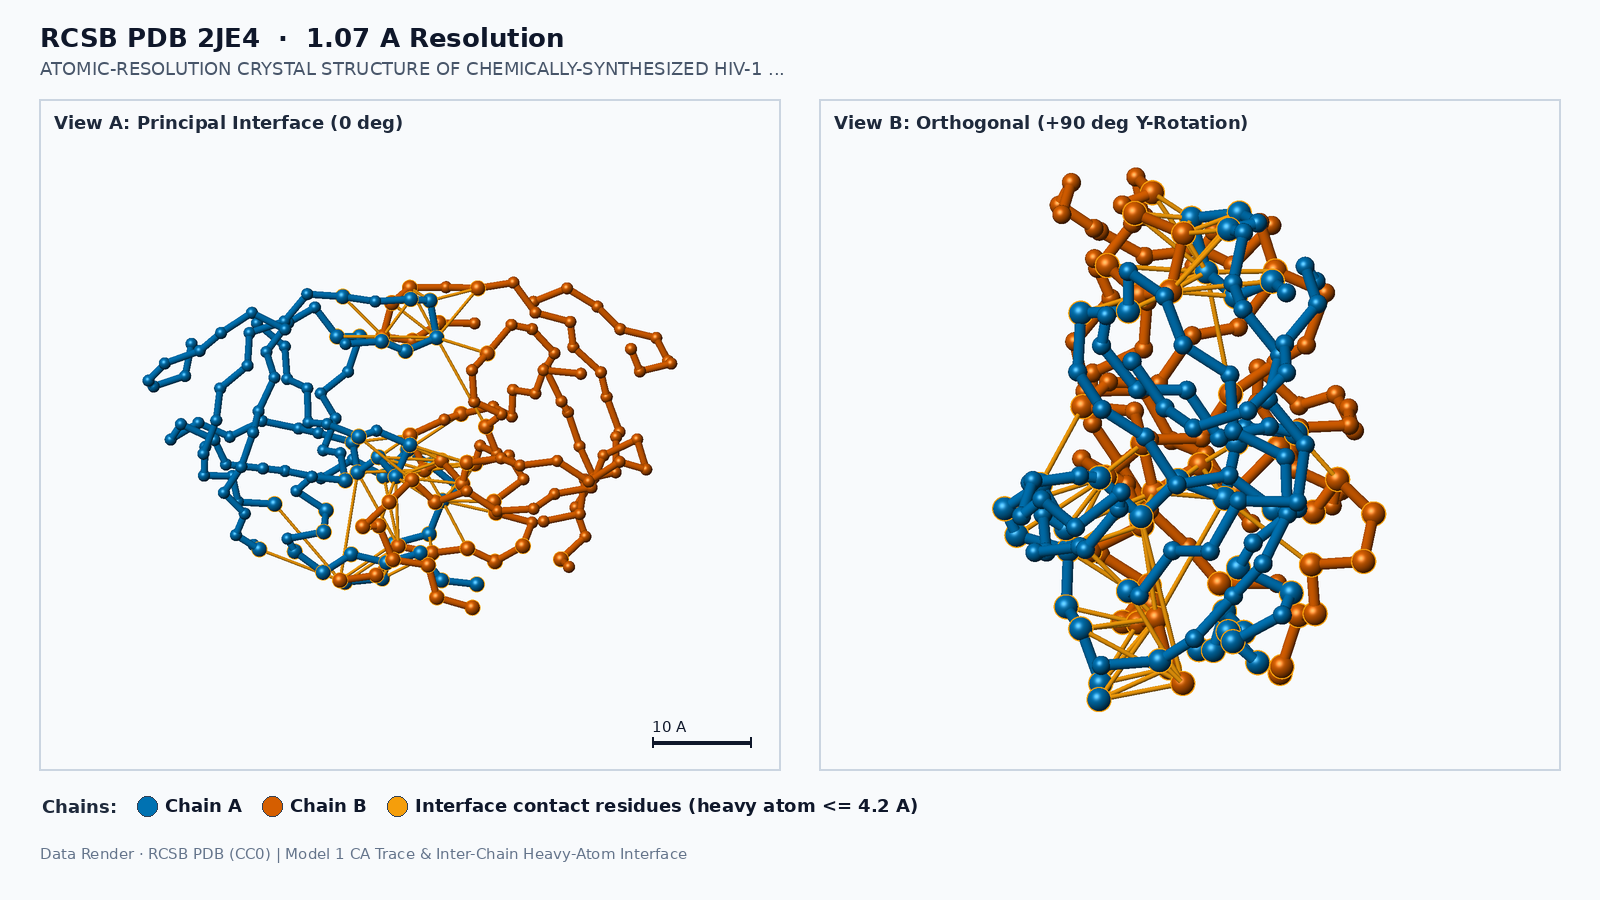 RCSB PDB 2JE4 · 1.07 A Resolution
ATOMIC-RESOLUTION CRYSTAL STRUCTURE OF CHEMICALLY-SYNTHESIZED HIV-1 ...
View A: Principal Interface (0 deg)
View B: Orthogonal (+90 deg Y-Rotation)
10 A
Chains: Chain A Chain B Interface contact residues (heavy atom <= 4.2 A)
Data Render · RCSB PDB (CC0) | Model 1 CA Trace & Inter-Chain Heavy-Atom Interface